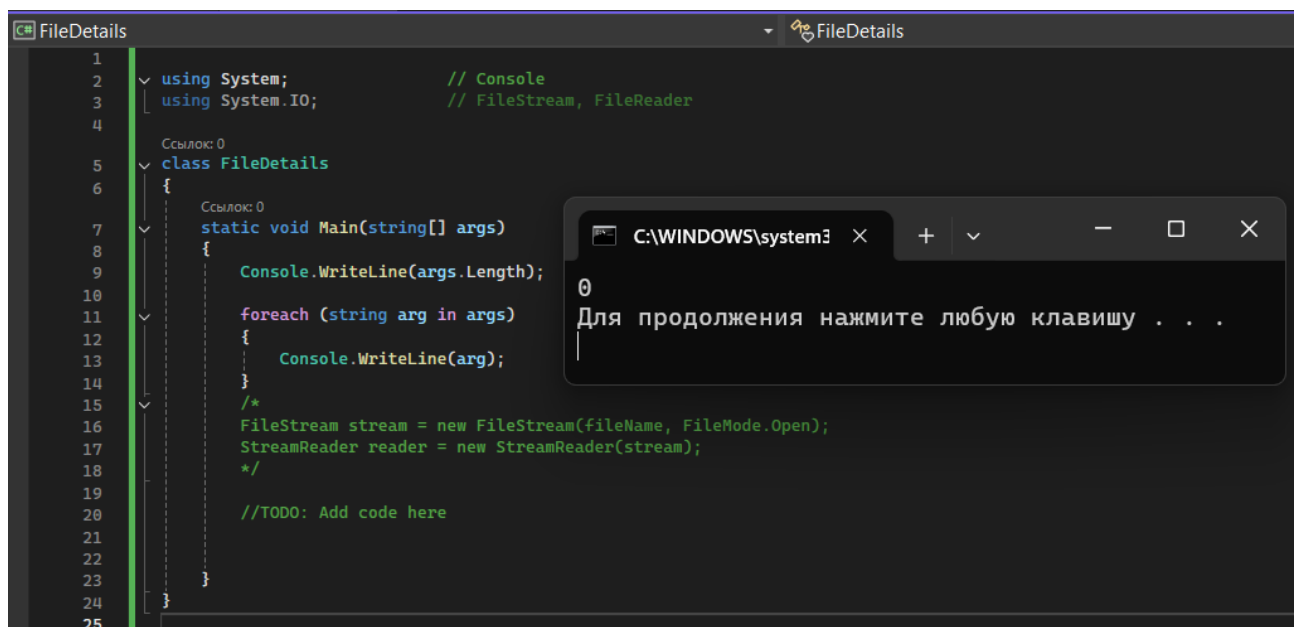 C# FileDetails FileDetails
1
2 using System; // Console
3 using System.IO; // FileStream, FileReader
4
Ссылок: 0
5 class FileDetails
6 {
Ссылок: 0
7 static void Main(string[] args)
8 {
9 Console.WriteLine(args.Length);
10
11 foreach (string arg in args)
12 {
13 Console.WriteLine(arg);
14 }
15 /*
16 FileStream stream = new FileStream(fileName, FileMode.Open);
17 StreamReader reader = new StreamReader(stream);
18 */
19
20 //TODO: Add code here
21
22
23 }
24 }
25
C:\WINDOWS\system3
0
Для продолжения нажмите любую клавишу . . .